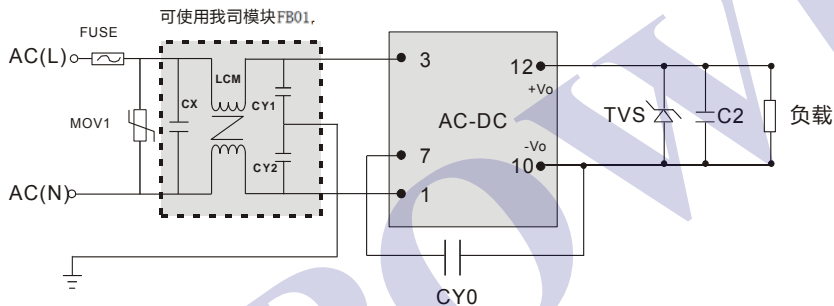 可使用我司模块FB01,
FUSE
AC(L)
LCM
CX
CY1
MOV1
CY2
AC(N)
3
7
1
AC-DC
12
+Vo
-Vo
10
TVS
C2
负载
CY0